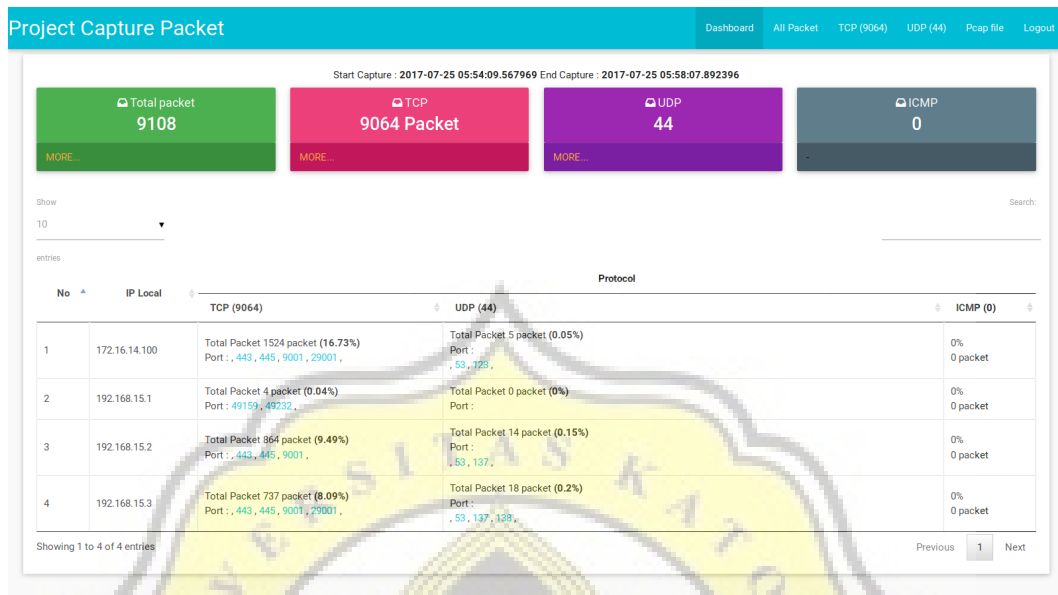 Project Capture Packet
Dashboard All Packet TCP (9064) UDP (44) Pcap file Logout
Start Capture : 2017-07-25 05:54:09.567969 End Capture : 2017-07-25 05:58:07.892396
Total packet
9108
MORE...
TCP
9064 Packet
MORE...
UDP
44
MORE...
ICMP
0
-
Show
10
entries
Search:
No IP Local Protocol
TCP (9064) UDP (44) ICMP (0)
1 172.16.14.100
Total Packet 1524 packet (16.73%)
Port : , 443 , 445 , 9001 , 29001 ,
Total Packet 5 packet (0.05%)
Port :
, 53 , 123 ,
0%
0 packet
2 192.168.15.1
Total Packet 4 packet (0.04%)
Port : 49159 , 49232 ,
Total Packet 0 packet (0%)
Port :
0%
0 packet
3 192.168.15.2
Total Packet 864 packet (9.49%)
Port : , 443 , 445 , 9001 ,
Total Packet 14 packet (0.15%)
Port :
, 53 , 137 ,
0%
0 packet
4 192.168.15.3
Total Packet 737 packet (8.09%)
Port : , 443 , 445 , 9001 , 29001 ,
Total Packet 18 packet (0.2%)
Port :
, 53 , 137 , 138 ,
0%
0 packet
Showing 1 to 4 of 4 entries
Previous 1 Next
ERSITAS KATO